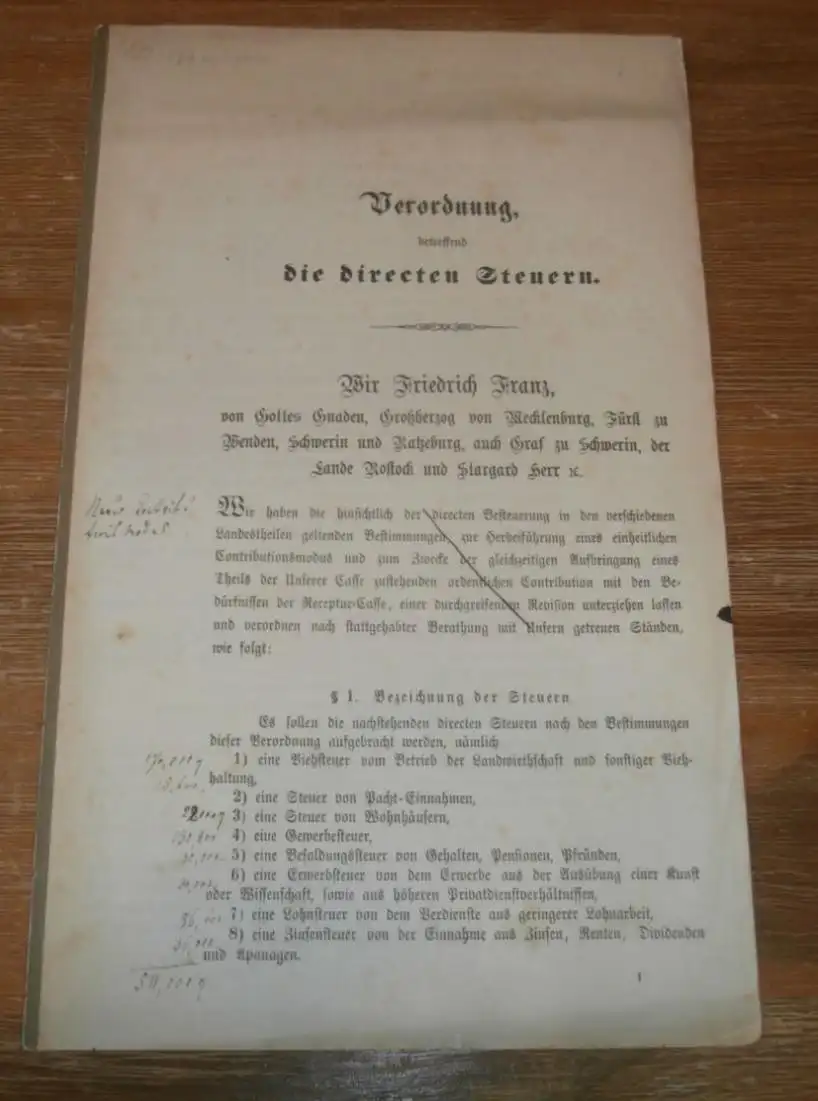 Verordnung,
betreffend
die directen Steuern.
Wir Friedrich Franz,
von Gottes Gnaden, Großherzog von Mecklenburg, Fürst zu
Wenden, Schwerin und Ratzeburg, auch Graf zu Schwerin, der
Lande Rostock und Stargard Herr ꝛc.
Wir haben die hinsichtlich der directen Besteuerung in den verschiedenen
Landestheilen geltenden Bestimmungen, zur Herbeiführung eines einheitlichen
Contributionsmodus und zum Zwecke der gleichzeitigen Aufbringung eines
Theils der Unserer Casse zustehenden ordentlichen Contribution mit den Be-
dürfnissen der Receptur-Casse, einer durchgreifenden Revision unterziehen lassen
und verordnen nach stattgehabter Berathung mit Unsern getreuen Ständen,
wie folgt:
§ 1. Bezeichnung der Steuern
Es sollen die nachstehenden directen Steuern nach den Bestimmungen
dieser Verordnung aufgebracht werden, nämlich
1) eine Viehsteuer vom Betrieb der Landwirthschaft und sonstiger Vieh-
haltung,
2) eine Steuer von Pacht-Einnahmen,
3) eine Steuer von Wohnhäusern,
4) eine Gewerbesteuer,
5) eine Besoldungssteuer von Gehalten, Pensionen, Pfründen,
6) eine Erwerbsteuer von dem Erwerbe aus der Ausübung einer Kunst
oder Wissenschaft, sowie aus höheren Privatdienstverhältnissen,
7) eine Lohnsteuer von dem Verdienste aus geringerer Lohnarbeit,
8) eine Zinsensteuer von der Einnahme aus Zinsen, Renten, Dividenden
und Apanagen.
1